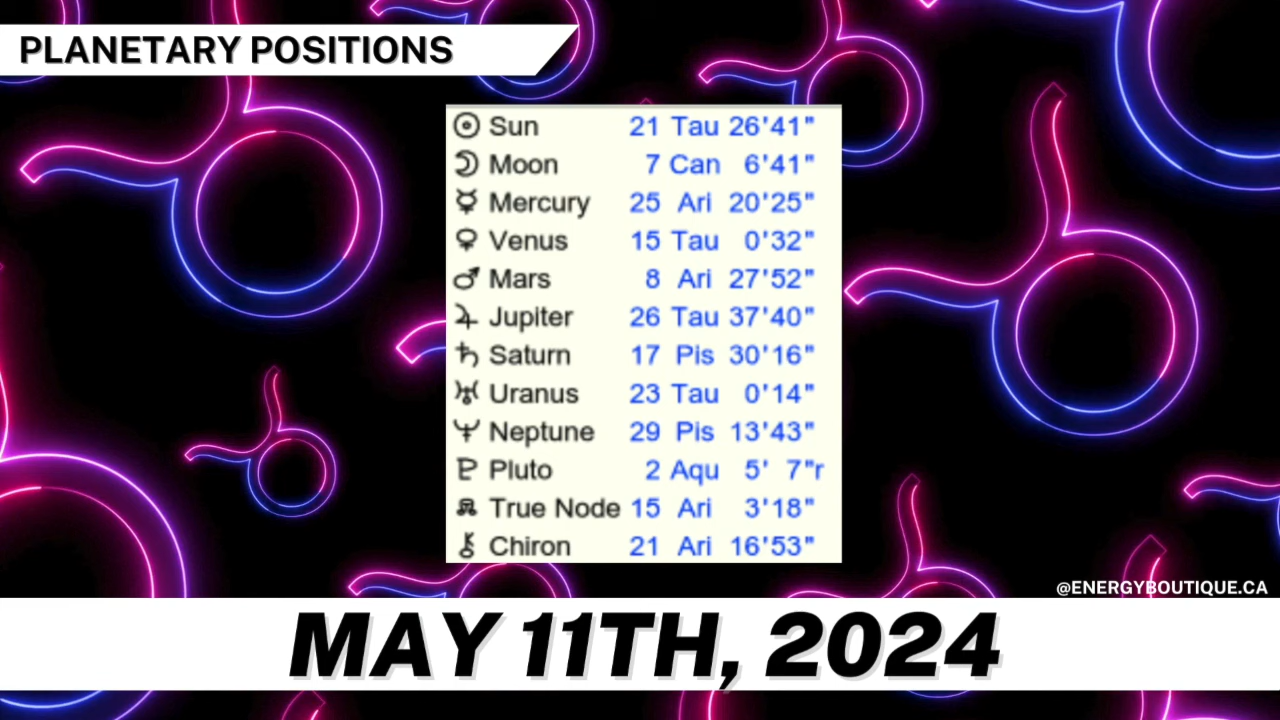 PLANETARY POSITIONS
Sun 21 Tau 26'41"
Moon 7 Can 6'41"
Mercury 25 Ari 20'25"
Venus 15 Tau 0'32"
Mars 8 Ari 27'52"
Jupiter 26 Tau 37'40"
Saturn 17 Pis 30'16"
Uranus 23 Tau 0'14"
Neptune 29 Pis 13'43"
Pluto 2 Aqu 5' 7"r
True Node 15 Ari 3'18"
Chiron 21 Ari 16'53"
@ENERGYBOUTIQUE.CA
MAY 11TH, 2024